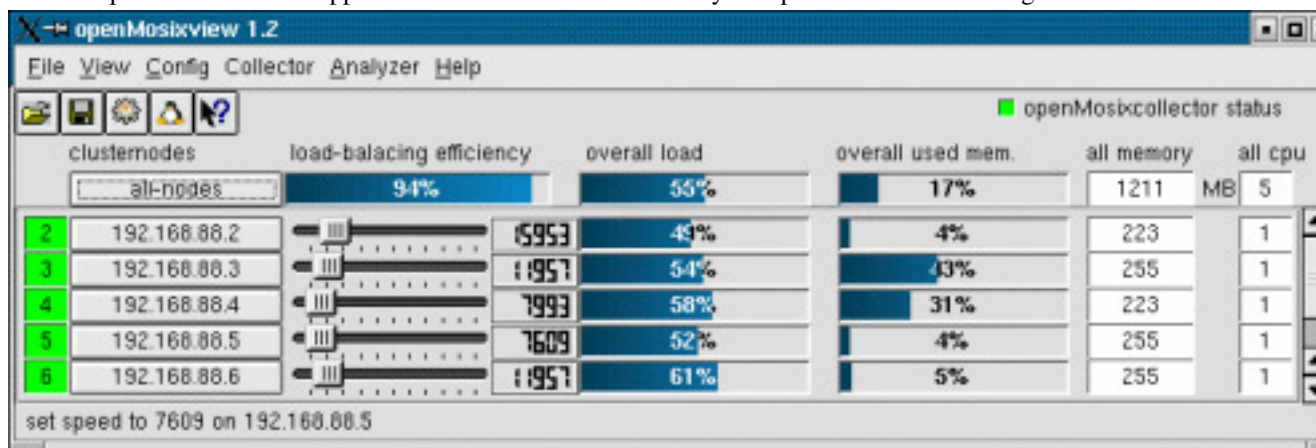 openMosixview 1.2
File View Config Collector Analyzer Help
openMosixcollector status
clusternodes load-balacing efficiency overall load overall used mem. all memory all cpu
all-nodes 94% 55% 17% 1211 MB 5
2 192.168.88.2 15953 49% 4% 223 1
3 192.168.88.3 11957 54% 43% 255 1
4 192.168.88.4 7993 58% 31% 223 1
5 192.168.88.5 7609 52% 4% 255 1
6 192.168.88.6 11957 61% 5% 255 1
set speed to 7609 on 192.168.88.5